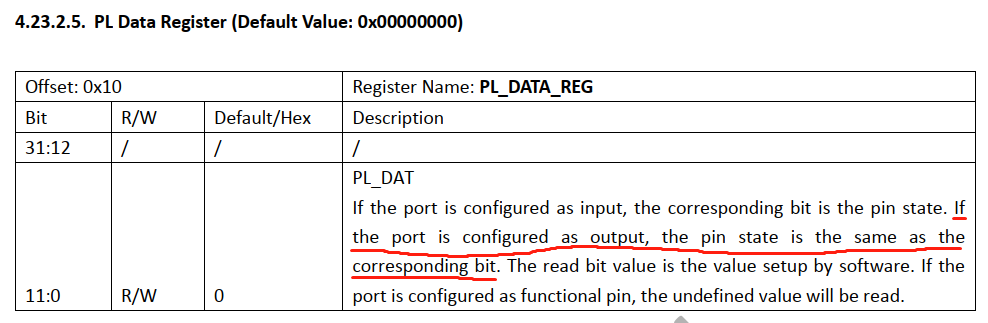 4.23.2.5. PL Data Register (Default Value: 0x00000000)
Offset: 0x10 Register Name: PL_DATA_REG
Bit R/W Default/Hex Description
31:12 / / /
PL_DAT
If the port is configured as input, the corresponding bit is the pin state. If
the port is configured as output, the pin state is the same as the
corresponding bit. The read bit value is the value setup by software. If the
11:0 R/W 0 port is configured as functional pin, the undefined value will be read.